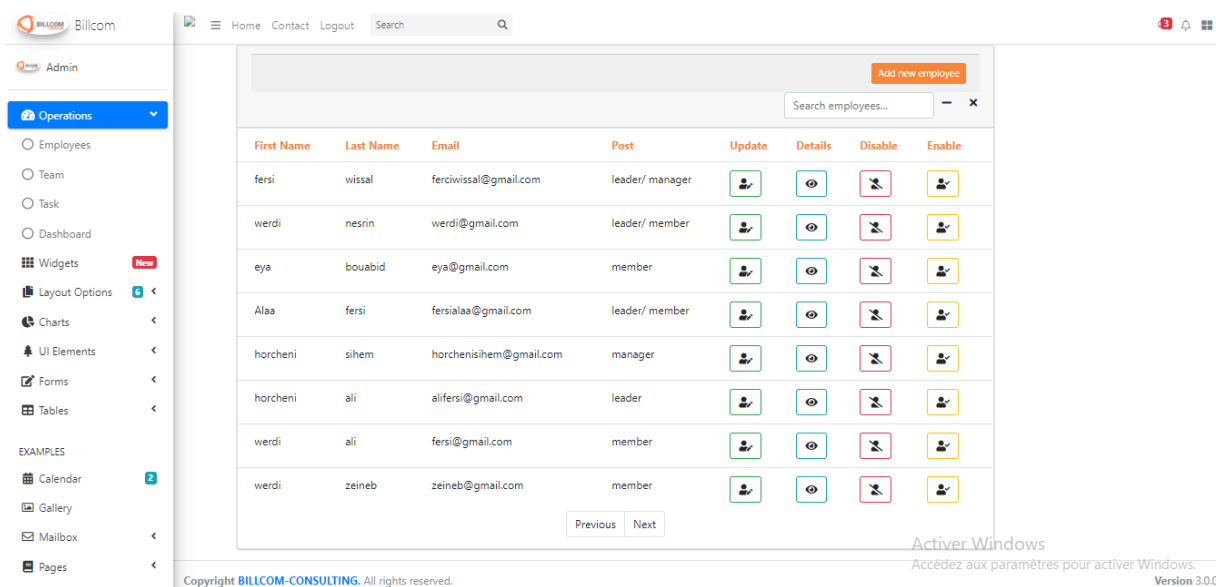 BILLCOM Billcom
Home Contact Logout Search 3
Admin
Operations
Employees
Team
Task
Dashboard
Widgets New
Layout Options 6
Charts
UI Elements
Forms
Tables
EXAMPLES
Calendar 2
Gallery
Mailbox
Pages
Add new employee
Search employees...
First Name Last Name Email Post Update Details Disable Enable
fersi wissal ferciwissal@gmail.com leader/ manager
werdi nesrin werdi@gmail.com leader/ member
eya bouabid eya@gmail.com member
Alaa fersi fersialaa@gmail.com leader/ member
horcheni sihem horchenisihem@gmail.com manager
horcheni ali alifersi@gmail.com leader
werdi ali fersi@gmail.com member
werdi zeineb zeineb@gmail.com member
Previous Next
Activer Windows
Accédez aux paramètres pour activer Windows.
Copyright BILLCOM-CONSULTING. All rights reserved. Version 3.0.0